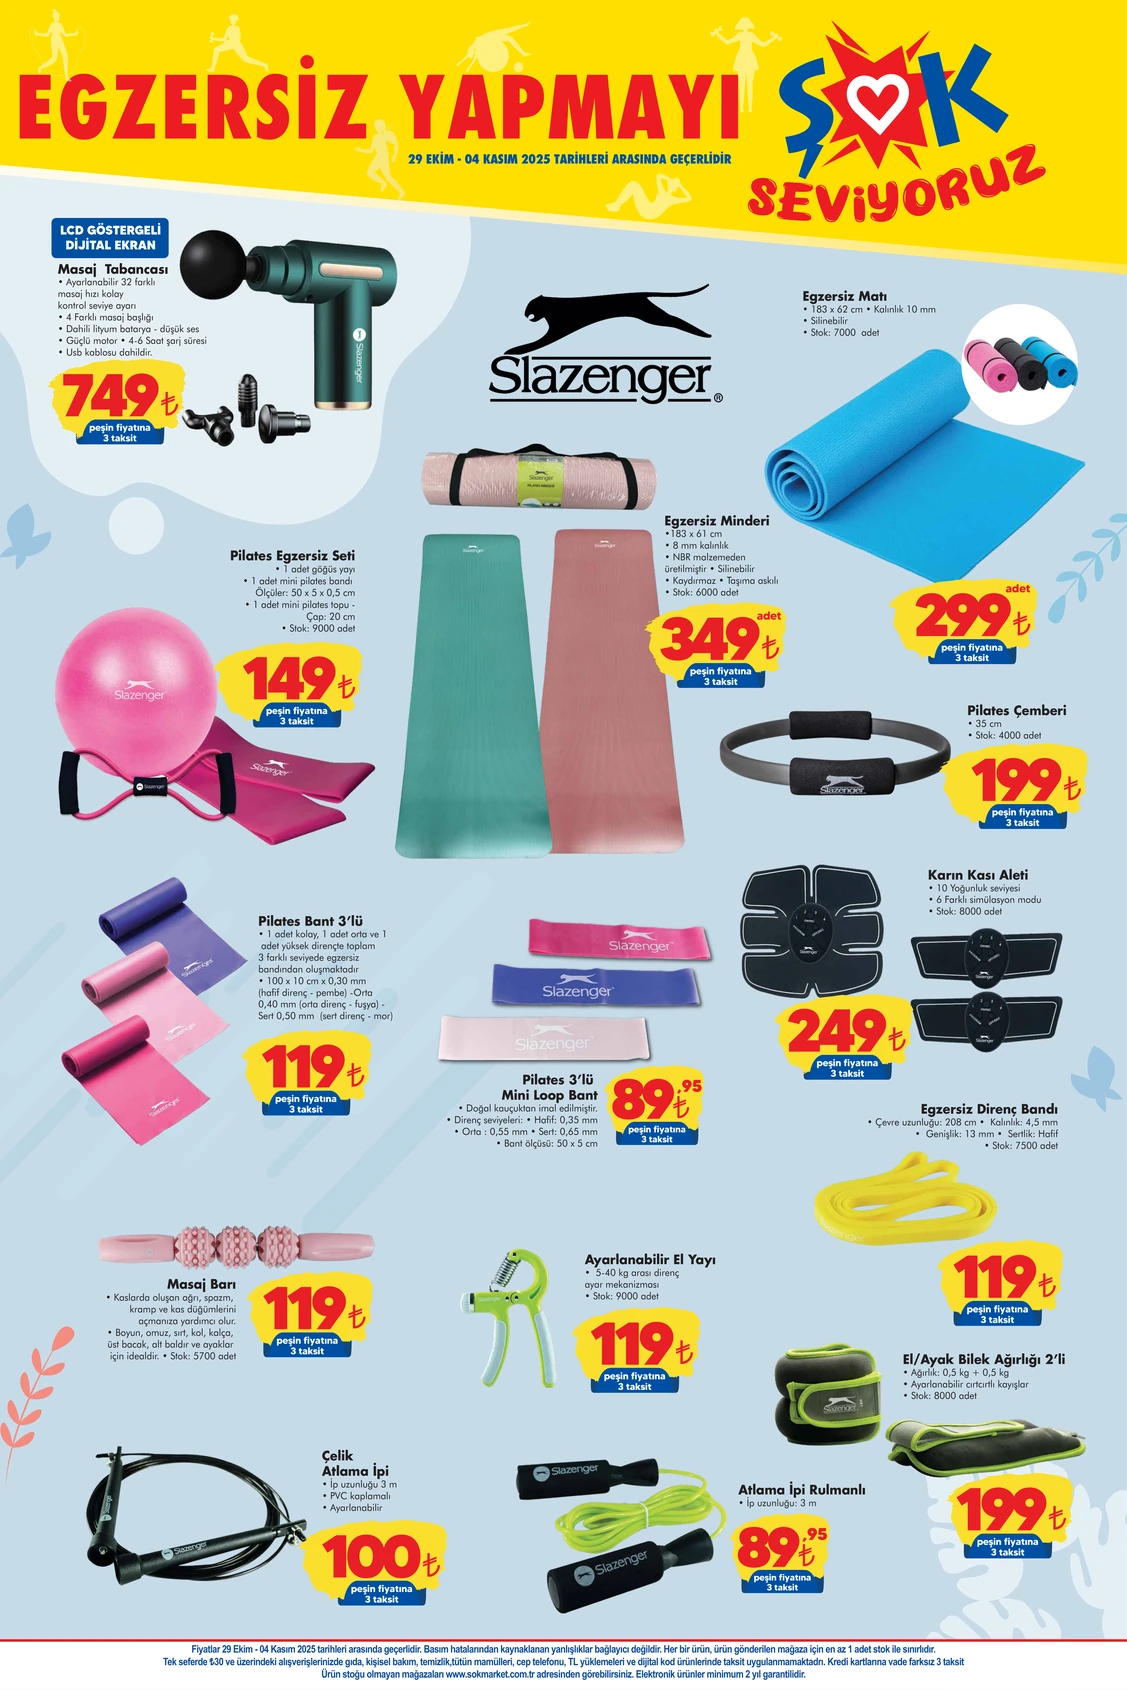 EGZERSİZ YAPMAYI
ŞOK
SEVİYORUZ
29 EKİM - 04 KASIM 2025 TARİHLERİ ARASINDA GEÇERLİDİR
LCD GÖSTERGELİ
DİJİTAL EKRAN
Masaj Tabancası
• Ayarlanabilir 32 farklı
masaj hızı kolay
kontrol seviye ayarı
• 4 Farklı masaj başlığı
• Dahili lityum batarya - düşük ses
• Güçlü motor • 4-6 Saat şarj süresi
• Usb kablosu dahildir.
749₺
peşin fiyatına
3 taksit
Slazenger
Slazenger®
Egzersiz Matı
• 183 x 62 cm • Kalınlık 10 mm
• Silinebilir
• Stok: 7000 adet
adet
299₺
peşin fiyatına
3 taksit
Slazenger
Slazenger
Slazenger
Egzersiz Minderi
•183 x 61 cm
• 8 mm kalınlık
• NBR malzemeden
üretilmiştir • Silinebilir
• Kaydırmaz • Taşıma askılı
• Stok: 6000 adet
adet
349₺
peşin fiyatına
3 taksit
Pilates Egzersiz Seti
• 1 adet göğüs yayı
• 1 adet mini pilates bandı
Ölçüler: 50 x 5 x 0,5 cm
• 1 adet mini pilates topu -
Çap: 20 cm
• Stok: 9000 adet
149₺
peşin fiyatına
3 taksit
Slazenger
Slazenger
Slazenger
Pilates Çemberi
• 35 cm
• Stok: 4000 adet
199₺
peşin fiyatına
3 taksit
Slazenger
Karın Kası Aleti
• 10 Yoğunluk seviyesi
• 6 Farklı simülasyon modu
• Stok: 8000 adet
249₺
peşin fiyatına
3 taksit
Slazenger
Pilates Bant 3’lü
• 1 adet kolay, 1 adet orta ve 1
adet yüksek dirençte toplam
3 farklı seviyede egzersiz
bandından oluşmaktadır
• 100 x 10 cm x 0,30 mm
(hafif direnç - pembe) -Orta
0,40 mm (orta direnç - fuşya) -
Sert 0,50 mm (sert direnç - mor)
119₺
peşin fiyatına
3 taksit
Slazenger
Slazenger
Slazenger
Slazenger
Slazenger
Slazenger
Pilates 3’lü
Mini Loop Bant
• Doğal kauçuktan imal edilmiştir.
• Direnç seviyeleri: • Hafif: 0,35 mm
• Orta : 0,55 mm • Sert: 0,65 mm
• Bant ölçüsü: 50 x 5 cm
89,95₺
peşin fiyatına
3 taksit
Egzersiz Direnç Bandı
• Çevre uzunluğu: 208 cm • Kalınlık: 4,5 mm
• Genişlik: 13 mm • Sertlik: Hafif
• Stok: 7500 adet
119₺
peşin fiyatına
3 taksit
Masaj Barı
• Kaslarda oluşan ağrı, spazm,
kramp ve kas düğümlerini
açmanıza yardımcı olur.
• Boyun, omuz, sırt, kol, kalça,
üst bacak, alt baldır ve ayaklar
için idealdir. • Stok: 5700 adet
119₺
peşin fiyatına
3 taksit
Ayarlanabilir El Yayı
• 5-40 kg arası direnç
ayar mekanizması
• Stok: 9000 adet
119₺
peşin fiyatına
3 taksit
Slazenger
El/Ayak Bilek Ağırlığı 2’li
• Ağırlık: 0,5 kg + 0,5 kg
• Ayarlanabilir cırtcırtlı kayışlar
• Stok: 8000 adet
199₺
peşin fiyatına
3 taksit
Slazenger
Çelik
Atlama İpi
• İp uzunluğu 3 m
• PVC kaplamalı
• Ayarlanabilir
100₺
peşin fiyatına
3 taksit
Slazenger
Slazenger
Slazenger
Slazenger
Atlama İpi Rulmanlı
• İp uzunluğu: 3 m
89,95₺
peşin fiyatına
3 taksit
Fiyatlar 29 Ekim - 04 Kasım 2025 tarihleri arasında geçerlidir. Basım hatalarından kaynaklanan yanlışlıklar bağlayıcı değildir. Her bir ürün, ürün gönderilen mağaza için en az 1 adet stok ile sınırlıdır.
Tek seferde ₺30 ve üzerindeki alışverişlerinizde gıda, kişisel bakım, temizlik,tütün mamülleri, cep telefonu, TL yüklemeleri ve dijital kod ürünlerinde taksit uygulanmamaktadır. Kredi kartlarına vade farksız 3 taksit
Ürün stoğu olmayan mağazaları www.sokmarket.com.tr adresinden görebilirsiniz. Elektronik ürünler minimum 2 yıl garantilidir.